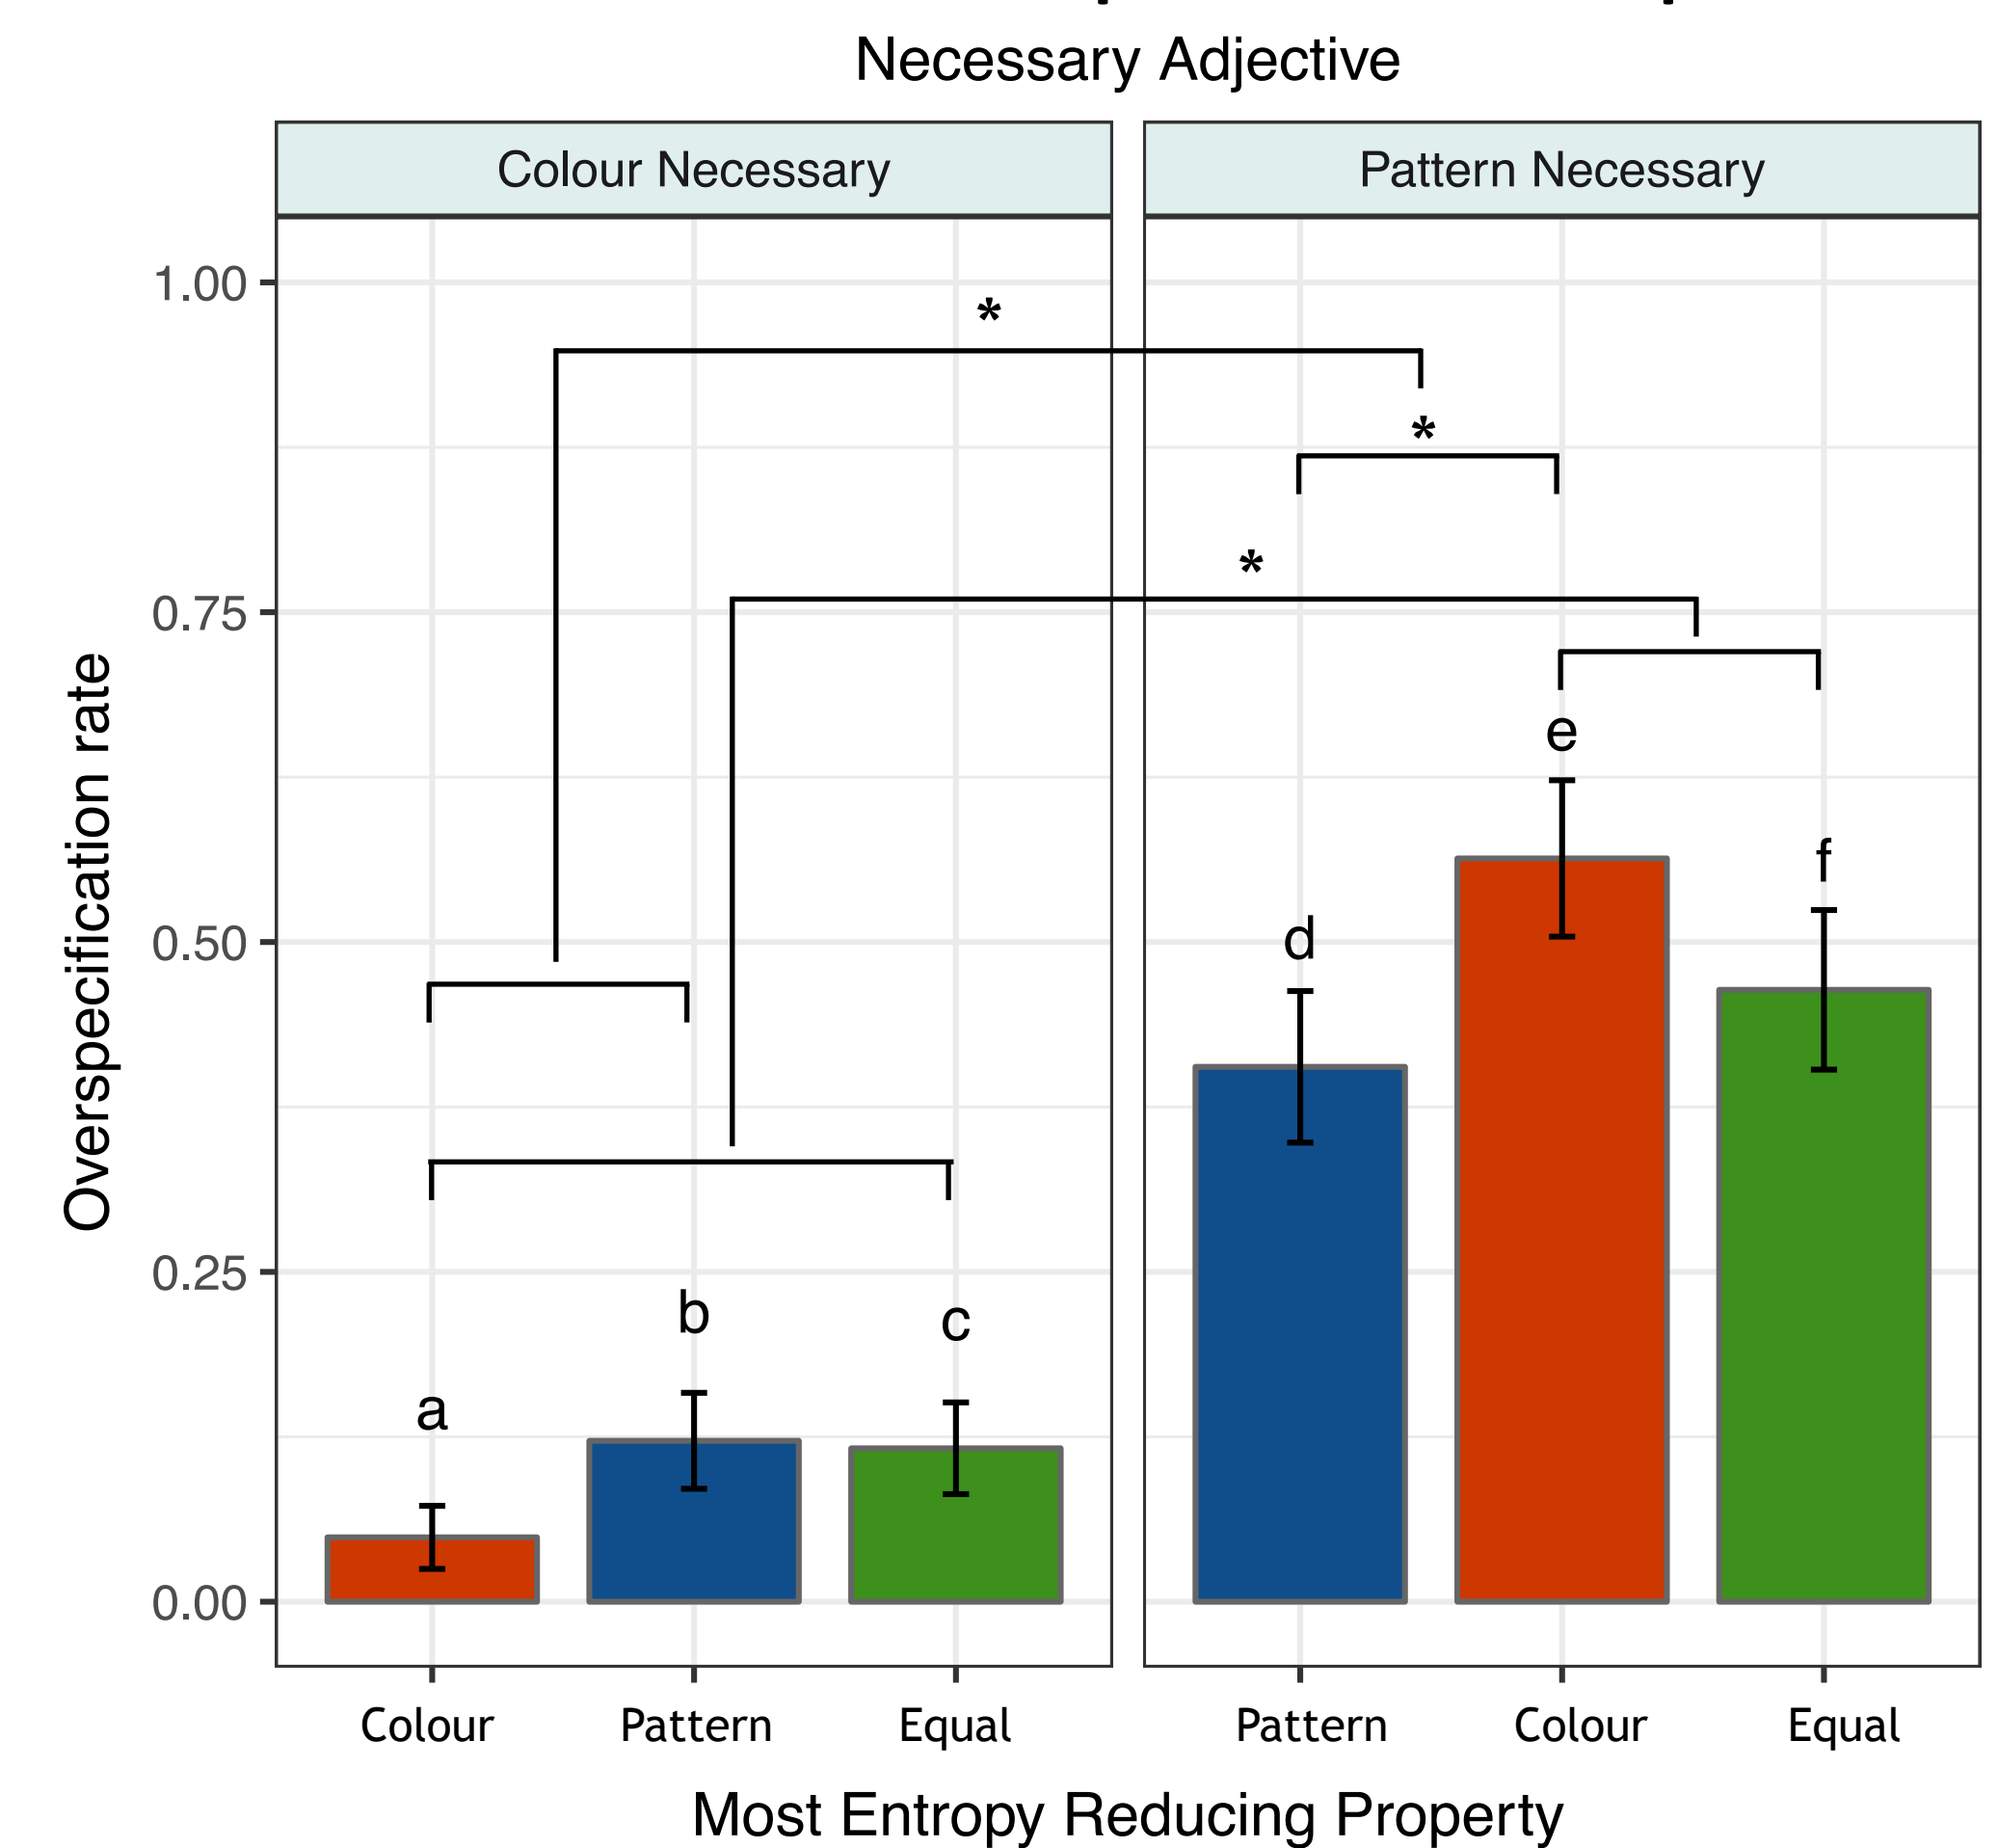 Necessary Adjective
Colour Necessary
Pattern Necessary
1.00
0.75
0.50
0.25
0.00
Overspecification rate
*
*
*
a
b
c
d
e
f
Colour
Pattern
Equal
Pattern
Colour
Equal
Most Entropy Reducing Property